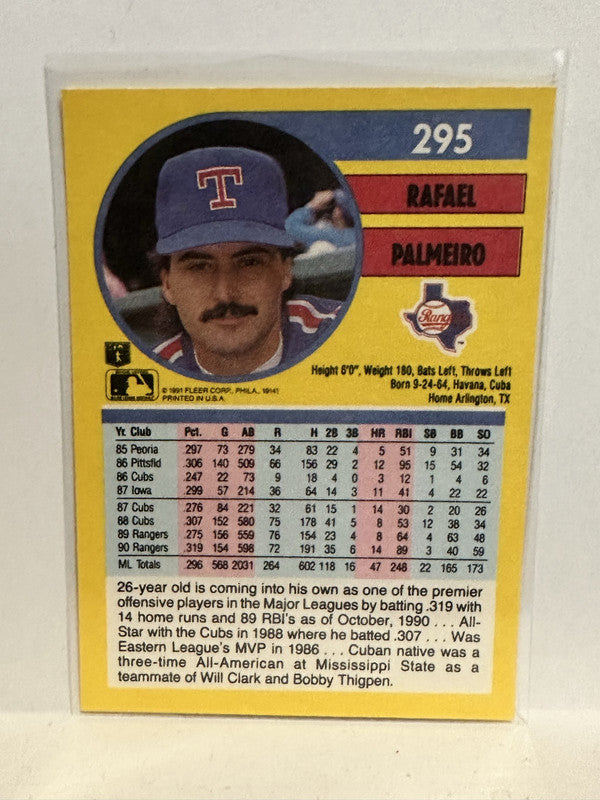 295
RAFAEL
PALMEIRO
T
Rangers
Height 6'0", Weight 180, Bats Left, Throws Left
Born 9-24-64, Havana, Cuba
Home Arlington, TX
© 1991 FLEER CORP., PHILA., 19141
PRINTED IN U.S.A.
Yr. Club Pct. G AB R H 2B 3B HR RBI SB BB SO
85 Peoria .297 73 279 34 83 22 4 5 51 9 31 34
86 Pittsfid .306 140 509 66 156 29 2 12 95 15 54 32
86 Cubs .247 22 73 9 18 4 0 3 12 1 4 6
87 Iowa .299 57 214 36 64 14 3 11 41 4 22 22
87 Cubs .276 84 221 32 61 15 1 14 30 2 20 26
88 Cubs .307 152 580 75 178 41 5 8 53 12 38 34
89 Rangers .275 156 559 76 154 23 4 8 64 4 63 48
90 Rangers .319 154 598 72 191 35 6 14 89 3 40 59
ML Totals .296 568 2031 264 602 118 16 47 248 22 165 173
26-year old is coming into his own as one of the premier
offensive players in the Major Leagues by batting .319 with
14 home runs and 89 RBI's as of October, 1990 . . . All-
Star with the Cubs in 1988 where he batted .307 . . . Was
Eastern League's MVP in 1986 . . . Cuban native was a
three-time All-American at Mississippi State as a
teammate of Will Clark and Bobby Thigpen.